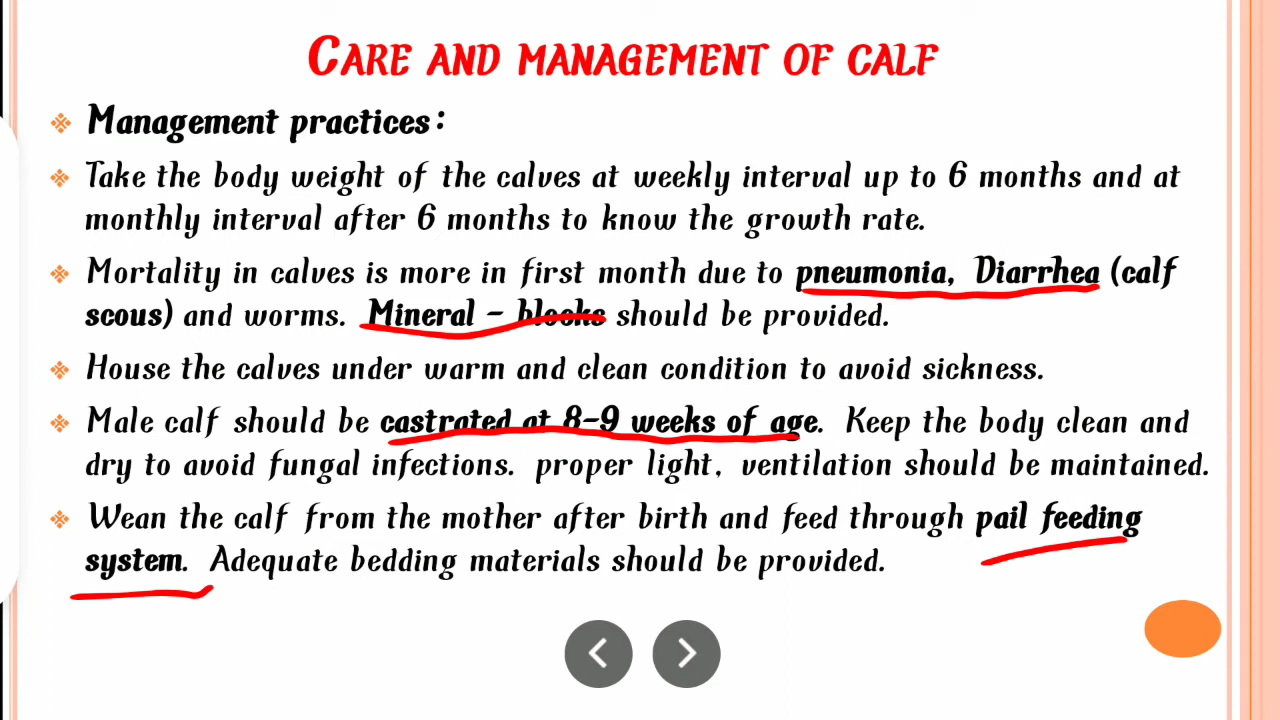 CARE AND MANAGEMENT OF CALF
Management practices:
Take the body weight of the calves at weekly interval up to 6 months and at
monthly interval after 6 months to know the growth rate.
Mortality in calves is more in first month due to pneumonia, Diarrhea (calf
scous) and worms. Mineral – blocks should be provided.
House the calves under warm and clean condition to avoid sickness.
Male calf should be castrated at 8-9 weeks of age. Keep the body clean and
dry to avoid fungal infections. proper light, ventilation should be maintained.
Wean the calf from the mother after birth and feed through pail feeding
system. Adequate bedding materials should be provided.